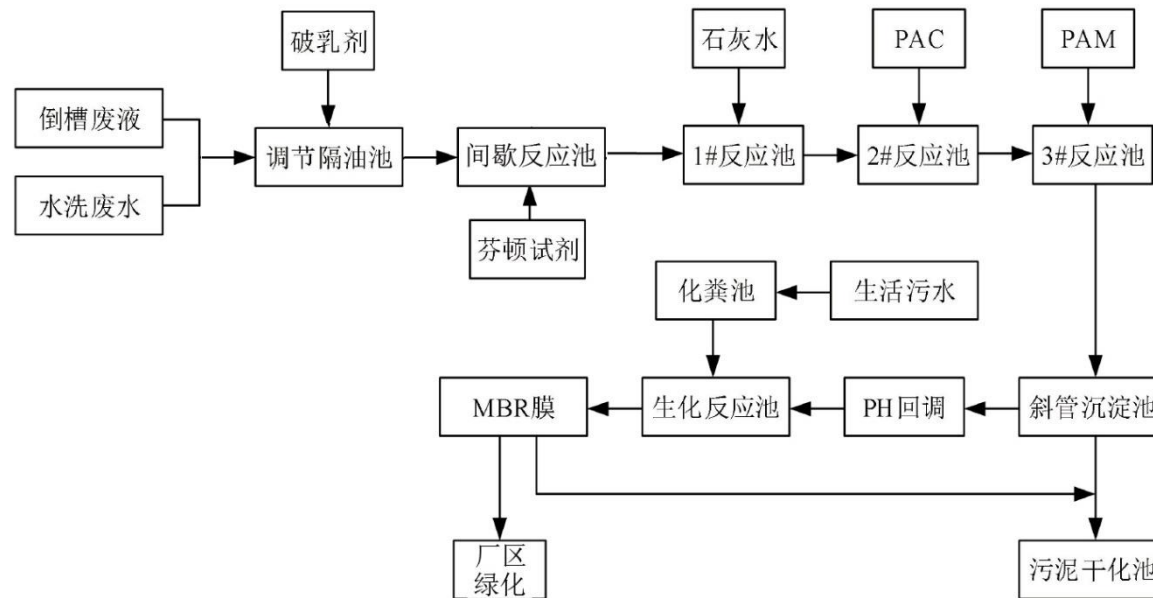 破乳剂
石灰水
PAC
PAM
倒槽废液
水洗废水
调节隔油池
间歇反应池
1#反应池
2#反应池
3#反应池
芬顿试剂
化粪池
生活污水
MBR膜
生化反应池
PH回调
斜管沉淀池
厂区
绿化
污泥干化池